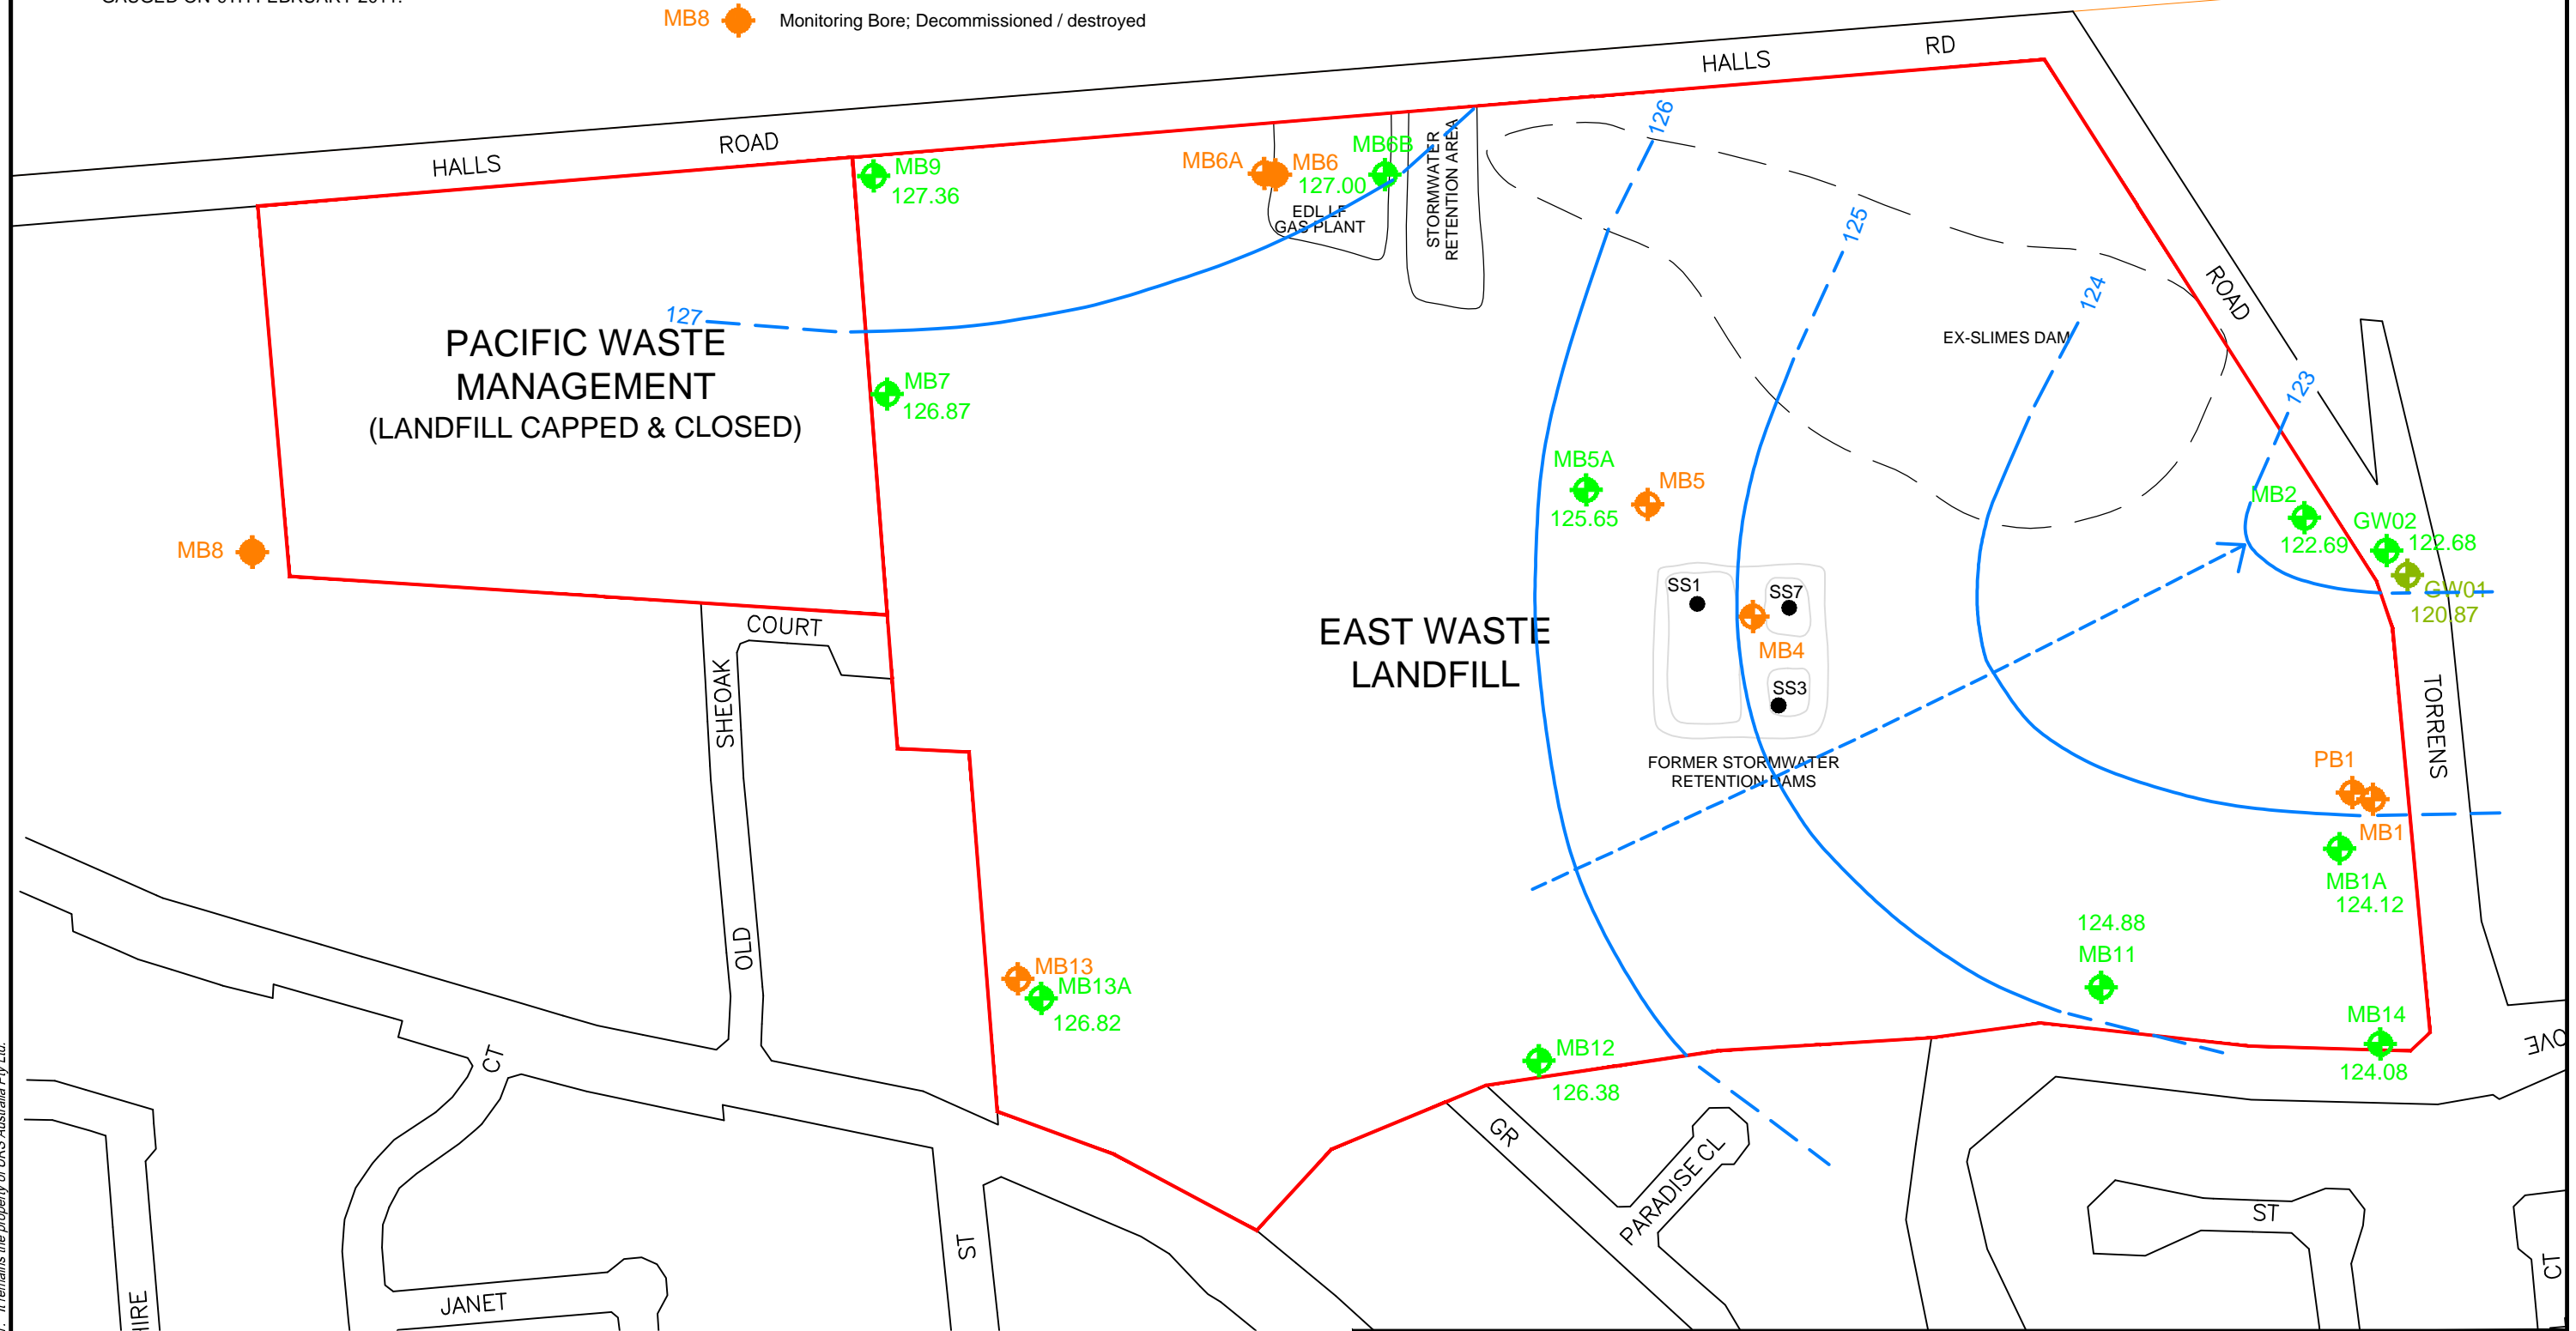 MB8
Monitoring Bore; Decommissioned / destroyed
HALLS
RD
HALLS
ROAD
ROAD
TORRENS
MB9
127.36
MB6A
MB6
127.00
MB6B
EDL LF
GAS PLANT
STORMWATER
RETENTION AREA
126
125
124
123
127
EX-SLIMES DAM
PACIFIC WASTE
MANAGEMENT
(LANDFILL CAPPED & CLOSED)
MB7
126.87
MB5A
125.65
MB5
MB2
122.69
GW02
122.68
GW01
120.87
MB8
SS1
SS7
MB4
SS3
FORMER STORMWATER
RETENTION DAMS
EAST WASTE
LANDFILL
COURT
SHEOAK
OLD
PB1
MB1
MB1A
124.12
124.88
MB11
MB14
124.08
MB13
MB13A
126.82
MB12
126.38
CT
GR
PARADISE CL
ST
ST
JANET
CT